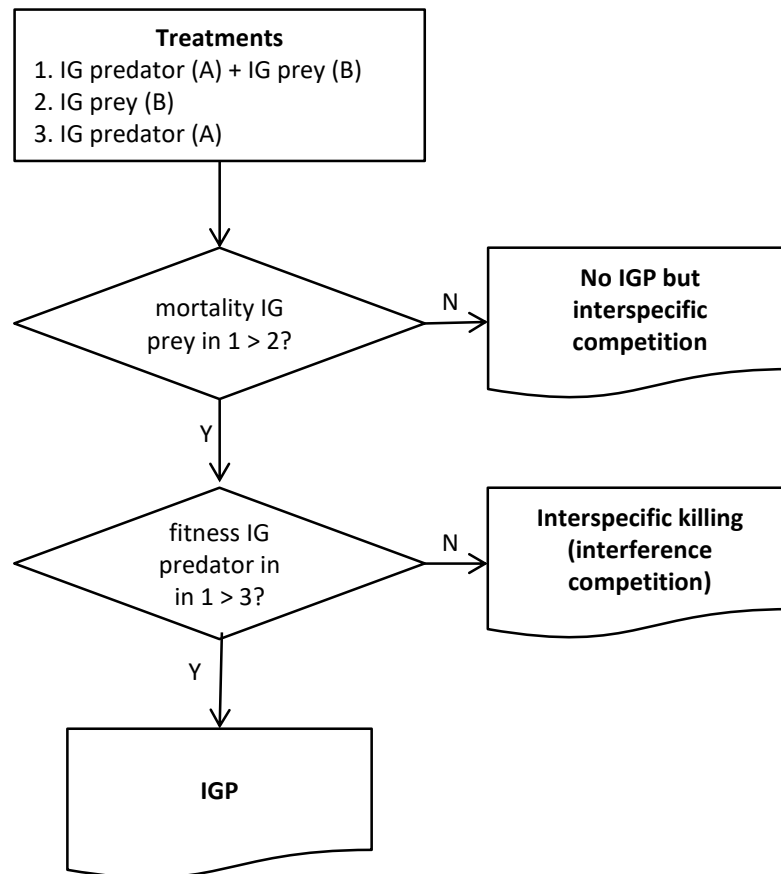 Treatments
1. IG predator (A) + IG prey (B)
2. IG prey (B)
3. IG predator (A)
mortality IG
prey in 1 > 2?
N
No IGP but
interspecific
competition
Y
fitness IG
predator in
in 1 > 3?
N
Interspecific killing
(interference
competition)
Y
IGP